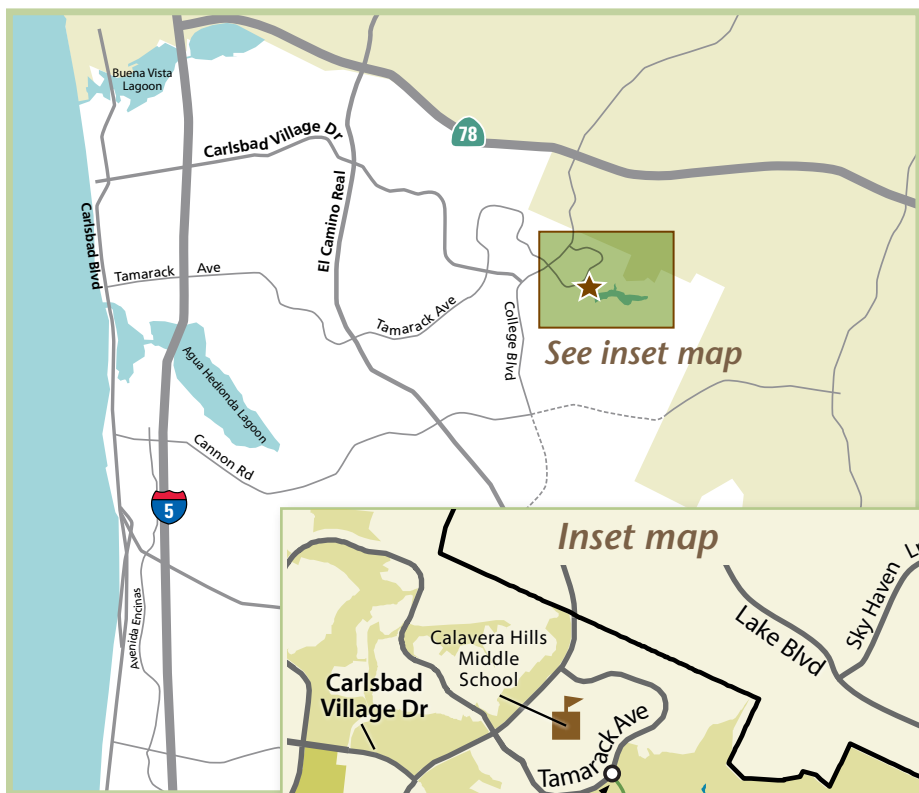 Buena Vista
Lagoon
78
Carlsbad Village Dr
El Camino Real
Carlsbad Blvd
Tamarack Ave
Tamarack Ave
College Blvd
See inset map
Agua Hedionda Lagoon
Cannon Rd
5
Avenida Encinas
Inset map
Sky Haven
Lake Blvd
Calavera Hills
Middle
School
Carlsbad
Village Dr
Tamarack Ave